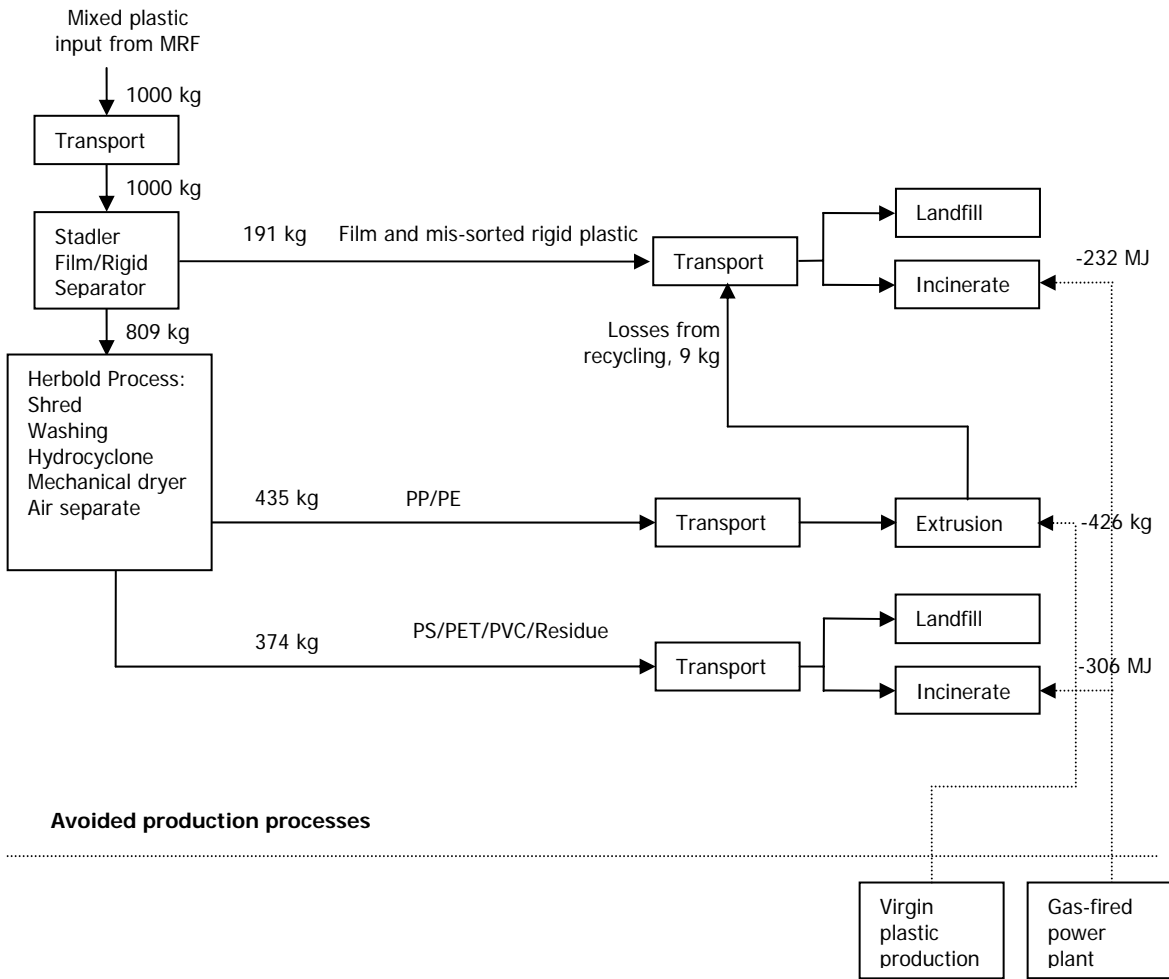 Mixed plastic
input from MRF
1000 kg
Transport
1000 kg
Stadler
Film/Rigid
Separator
191 kg Film and mis-sorted rigid plastic
Transport
Landfill
Incinerate
-232 MJ
809 kg
Losses from
recycling, 9 kg
Herbold Process:
Shred
Washing
Hydrocyclone
Mechanical dryer
Air separate
435 kg PP/PE
Transport
Extrusion
-426 kg
374 kg PS/PET/PVC/Residue
Transport
Landfill
Incinerate
-306 MJ
Avoided production processes
Virgin
plastic
production
Gas-fired
power
plant